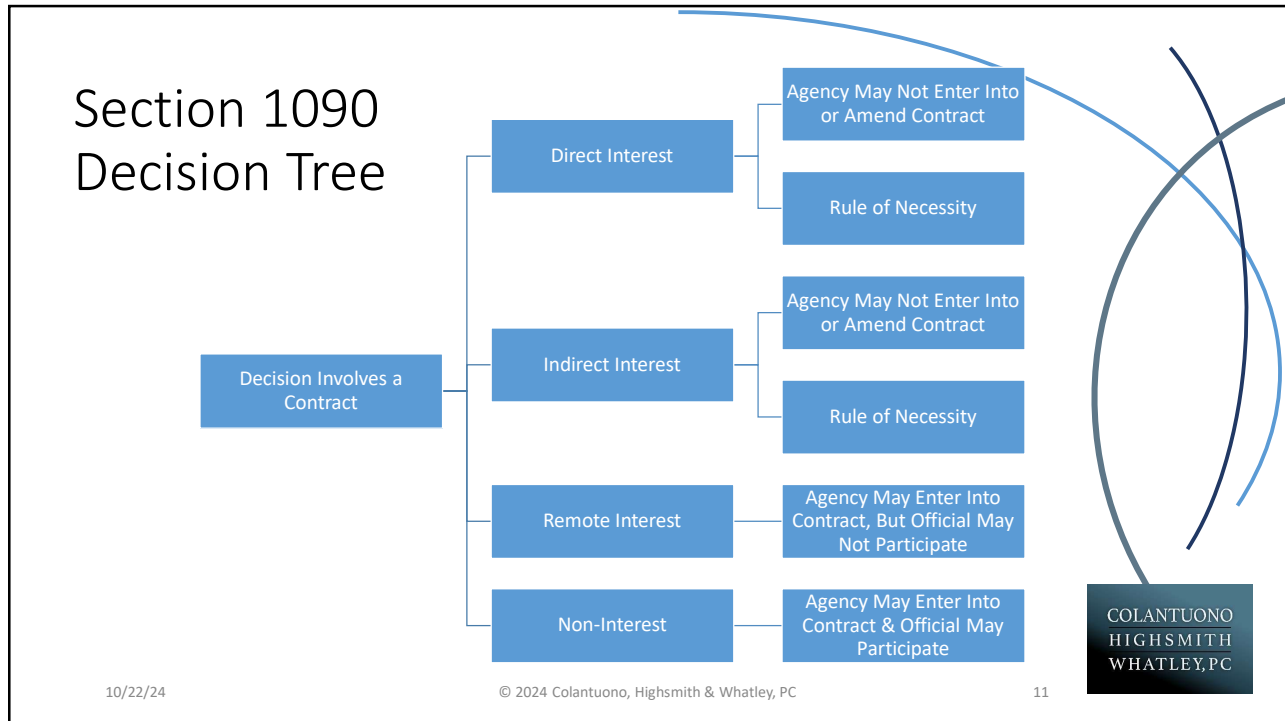 Section 1090
Decision Tree
Decision Involves a
Contract
Direct Interest
Agency May Not Enter Into
or Amend Contract
Rule of Necessity
Indirect Interest
Agency May Not Enter Into
or Amend Contract
Rule of Necessity
Remote Interest
Agency May Enter Into
Contract, But Official May
Not Participate
Non-Interest
Agency May Enter Into
Contract & Official May
Participate
COLANTUONO
HIGHSMITH
WHATLEY, PC
10/22/24
© 2024 Colantuono, Highsmith & Whatley, PC
11